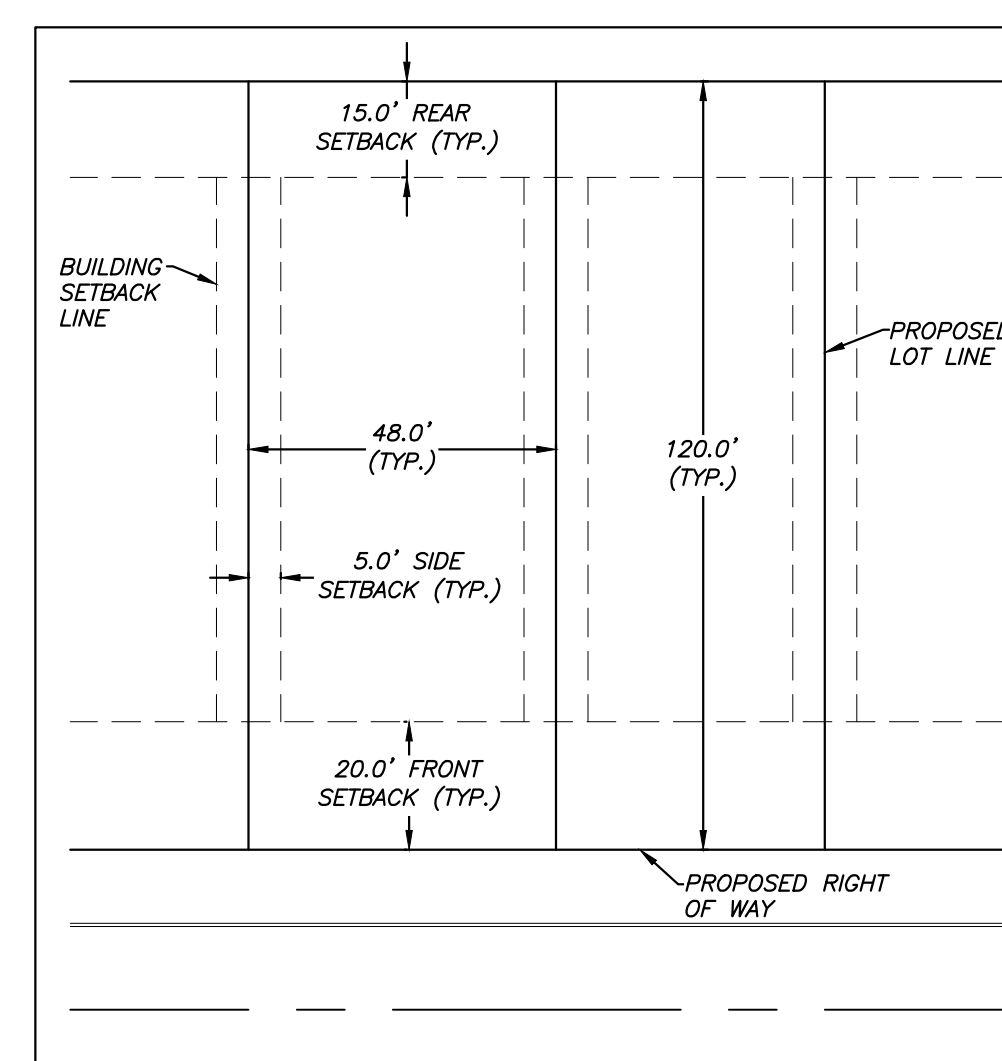 15.0' REAR
SETBACK (TYP.)
BUILDING
SETBACK
LINE
PROPOSED
LOT LINE
48.0'
(TYP.)
120.0'
(TYP.)
5.0' SIDE
SETBACK (TYP.)
20.0' FRONT
SETBACK (TYP.)
PROPOSED RIGHT
OF WAY